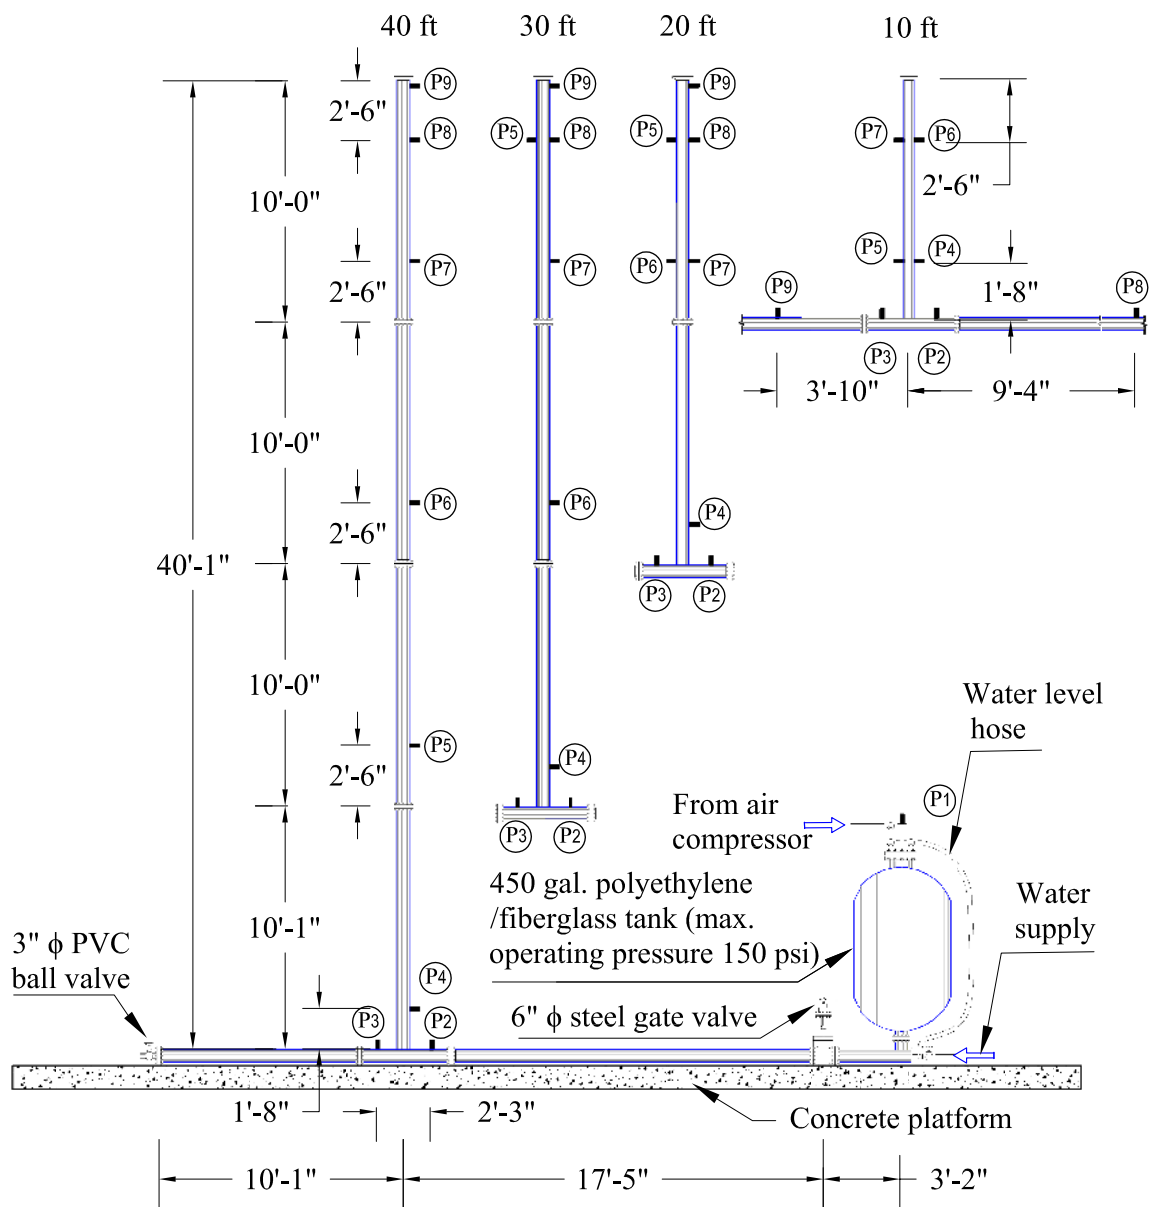 40 ft 30 ft 20 ft 10 ft
P9 P9 P9
2'-6"
P8 P5 P8 P5 P8 P7 P6
2'-6"
10'-0"
P7 P7 P6 P7 P5 P4
2'-6"
P9 1'-8" P8
P3 P2
3'-10" 9'-4"
10'-0"
P6 P6 P4
2'-6"
40'-1"
P3 P2
10'-0"
Water level
hose
P5 P4
2'-6"
P1
From air
compressor
P3 P2
450 gal. polyethylene
/fiberglass tank (max.
operating pressure 150 psi)
Water
supply
10'-1"
3" ϕ PVC
ball valve
P4
6" ϕ steel gate valve
P3 P2
1'-8" 2'-3"
Concrete platform
10'-1" 17'-5" 3'-2"